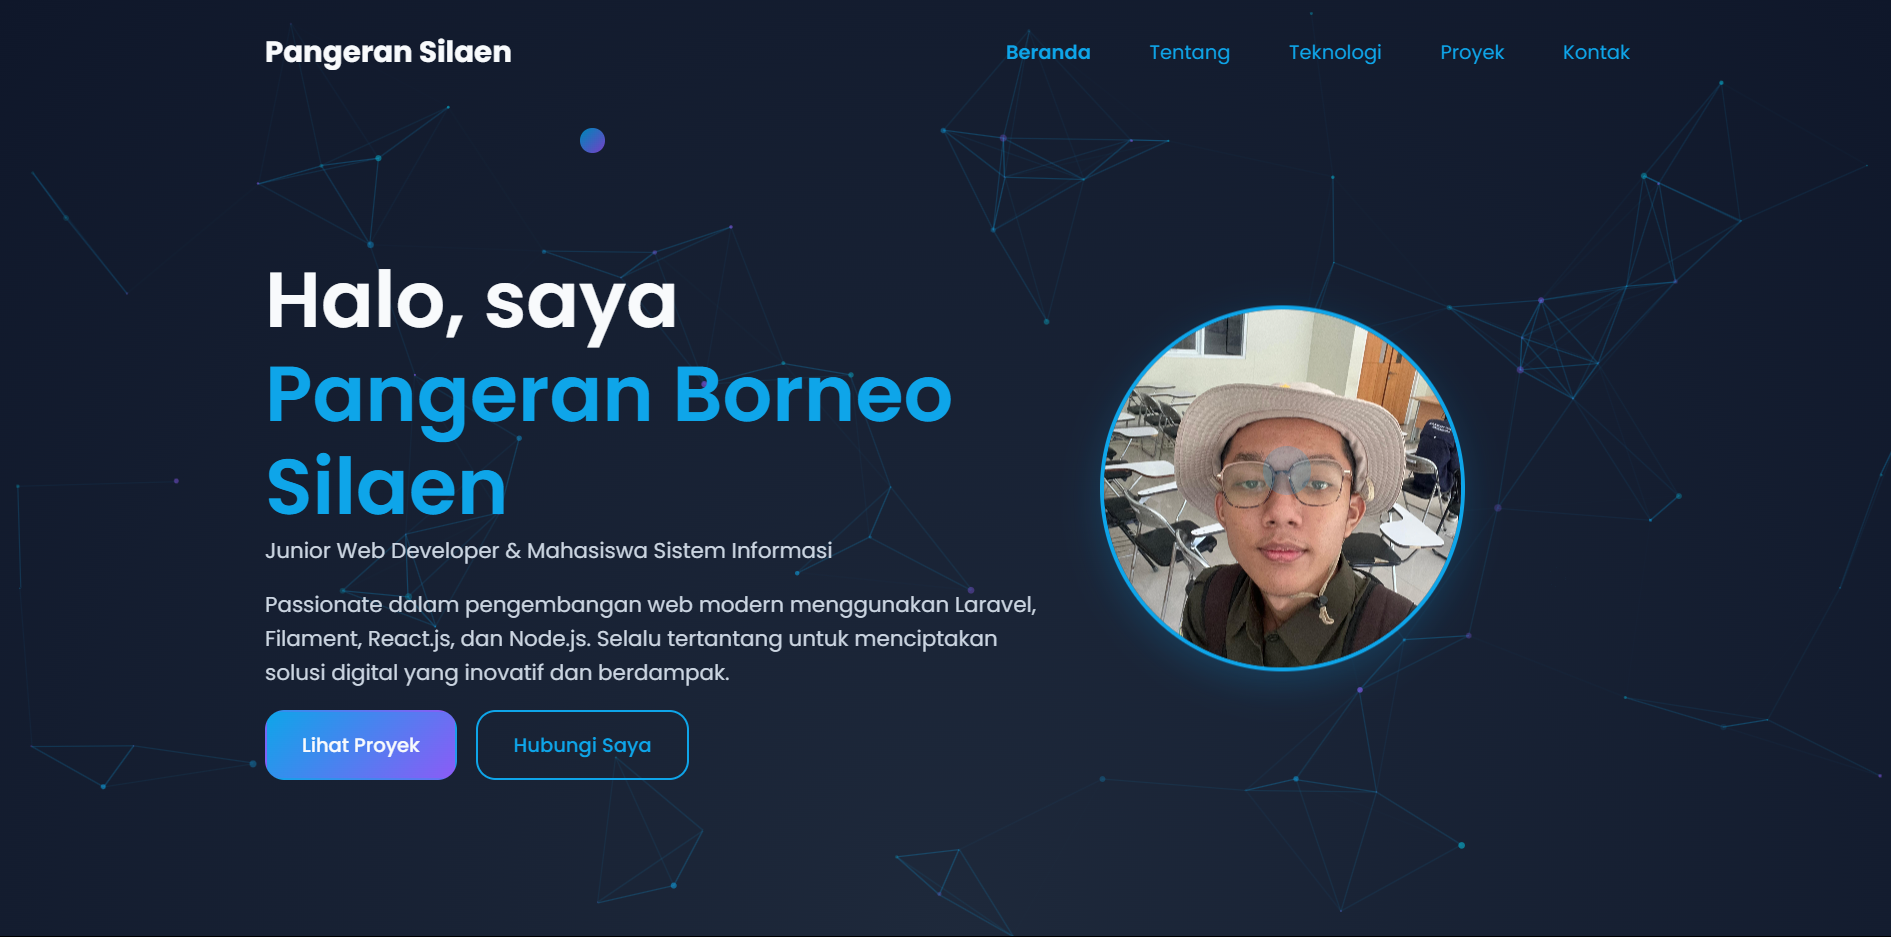 Pangeran Silaen
Beranda Tentang Teknologi Proyek Kontak
Halo, saya
Pangeran Borneo
Silaen
Junior Web Developer & Mahasiswa Sistem Informasi
Passionate dalam pengembangan web modern menggunakan Laravel,
Filament, React.js, dan Node.js. Selalu tertantang untuk menciptakan
solusi digital yang inovatif dan berdampak.
Lihat Proyek Hubungi Saya